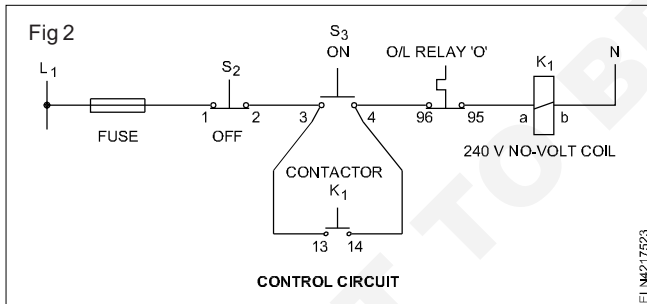 Fig 2
S3
ON
O/L RELAY 'O'
K1
N
L1
S2
FUSE
1
2
OFF
3
4
96
95
a
b
240 V NO-VOLT COIL
CONTACTOR
K1
13
14
CONTROL CIRCUIT
ELN4217523